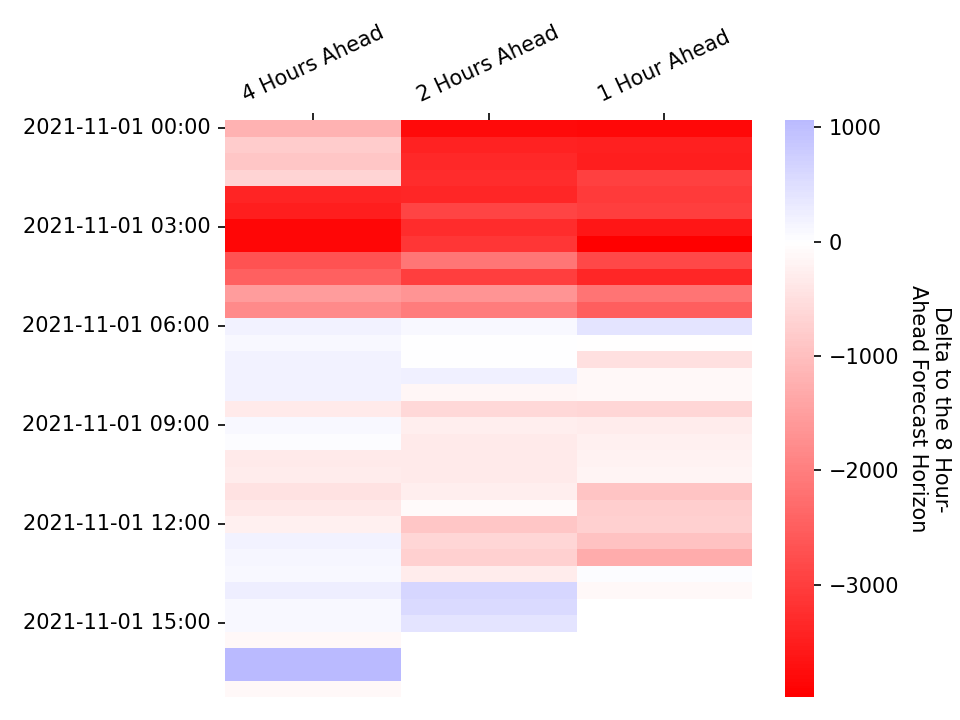 4 Hours Ahead
2 Hours Ahead
1 Hour Ahead
2021-11-01 00:00
2021-11-01 03:00
2021-11-01 06:00
2021-11-01 09:00
2021-11-01 12:00
2021-11-01 15:00
1000
0
−1000
−2000
−3000
Delta to the 8 Hour-
Ahead Forecast Horizon